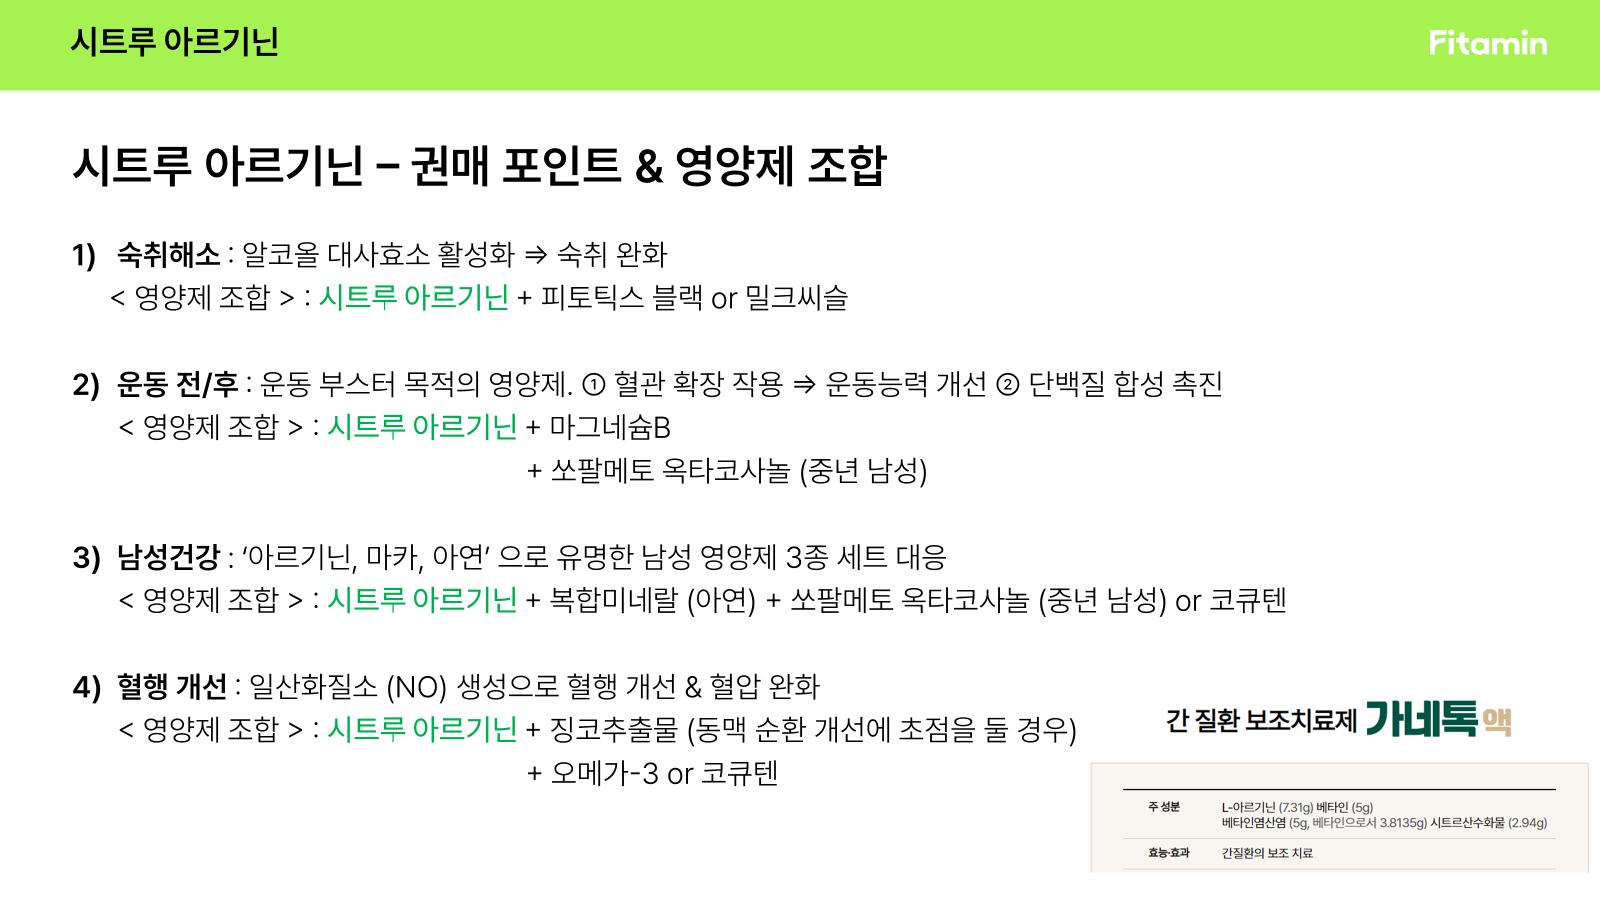 시트루 아르기닌
Fitamin
시트루 아르기닌 – 권매 포인트 & 영양제 조합
1) 숙취해소 : 알코올 대사효소 활성화 ⇒ 숙취 완화
< 영양제 조합 > : 시트루 아르기닌 + 피토틱스 블랙 or 밀크씨슬
2) 운동 전/후 : 운동 부스터 목적의 영양제. ① 혈관 확장 작용 ⇒ 운동능력 개선 ② 단백질 합성 촉진
< 영양제 조합 > : 시트루 아르기닌 + 마그네슘B
+ 쏘팔메토 옥타코사놀 (중년 남성)
3) 남성건강 : ‘아르기닌, 마카, 아연’ 으로 유명한 남성 영양제 3종 세트 대응
< 영양제 조합 > : 시트루 아르기닌 + 복합미네랄 (아연) + 쏘팔메토 옥타코사놀 (중년 남성) or 코큐텐
4) 혈행 개선 : 일산화질소 (NO) 생성으로 혈행 개선 & 혈압 완화
< 영양제 조합 > : 시트루 아르기닌 + 징코추출물 (동맥 순환 개선에 초점을 둘 경우)
+ 오메가-3 or 코큐텐
간 질환 보조치료제 가네톡액
주 성분 L-아르기닌 (7.31g) 베타인 (5g)
베타인염산염 (5g, 베타인으로서 3.8135g) 시트르산수화물 (2.94g)
효능·효과 간질환의 보조 치료